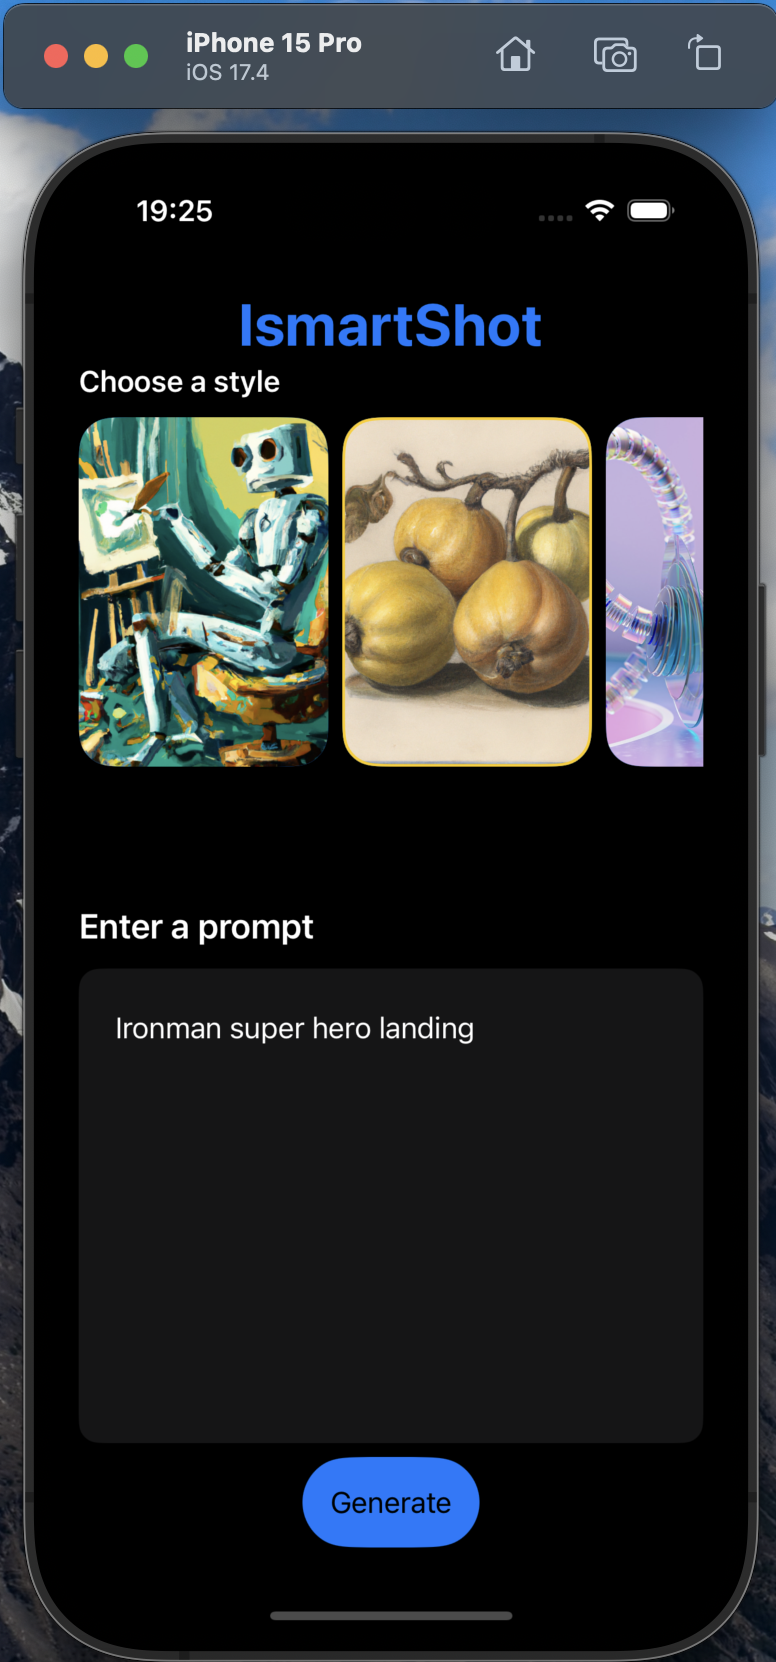 iPhone 15 Pro
iOS 17.4
19:25
IsmartShot
Choose a style
Enter a prompt
Ironman super hero landing
Generate